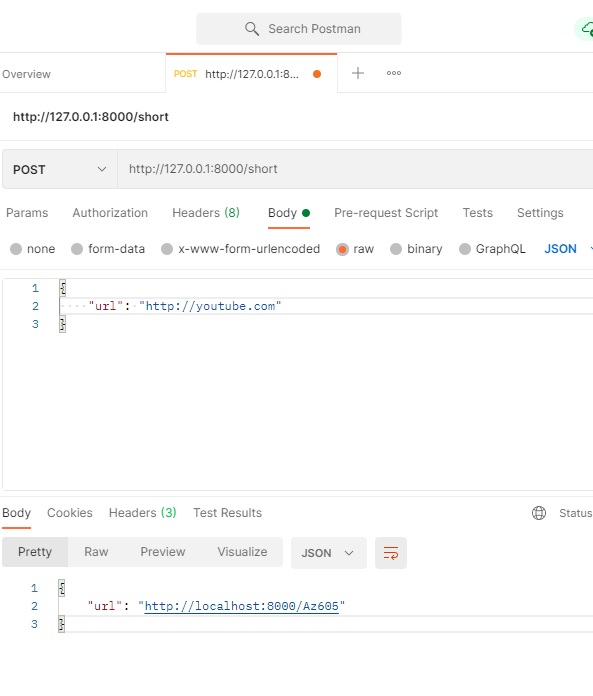 Search Postman
Overview
POST http://127.0.0.1:8...
http://127.0.0.1:8000/short
POST http://127.0.0.1:8000/short
Params Authorization Headers (8) Body Pre-request Script Tests Settings
none form-data x-www-form-urlencoded raw binary GraphQL JSON
1 {
2 "url": "http://youtube.com"
3 }
Body Cookies Headers (3) Test Results Status
Pretty Raw Preview Visualize JSON
1 {
2 "url": "http://localhost:8000/Az605"
3 }